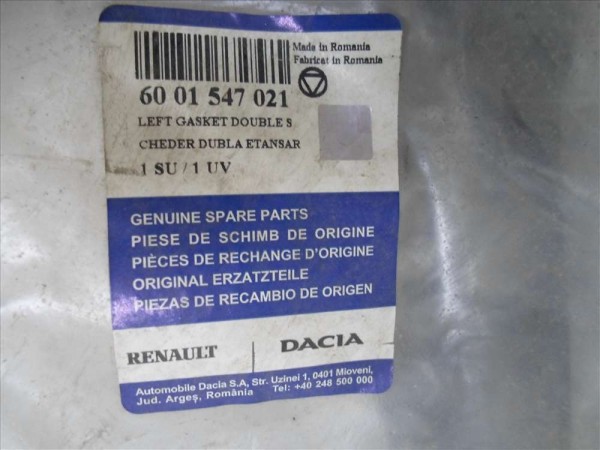 Made in Romania
Fabricat in Romania
60 01 547 021
LEFT GASKET DOUBLE S
CHEDER DUBLA ETANSAR
1 SU / 1 UV
GENUINE SPARE PARTS
PIESE DE SCHIMB DE ORIGINE
PIÈCES DE RECHANGE D'ORIGINE
ORIGINAL ERZATZTEILE
PIEZAS DE RECAMBIO DE ORIGEN
RENAULT | DACIA
Automobile Dacia S.A, Str. Uzinei 1, 0401 Mioveni,
Jud. Argeş, România Tel: +40 248 500 000